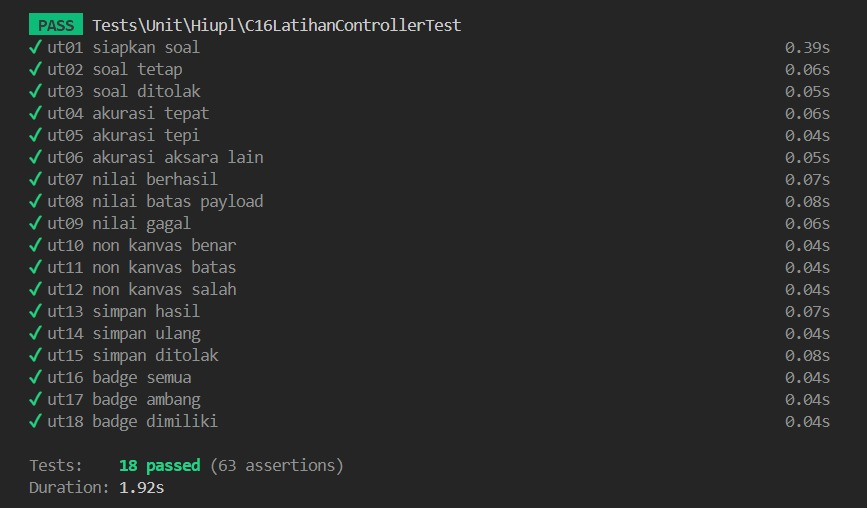 PASS Tests\Unit\Hiupl\C16LatihanControllerTest
✓ ut01 siapkan soal 0.39s
✓ ut02 soal tetap 0.06s
✓ ut03 soal ditolak 0.05s
✓ ut04 akurasi tepat 0.06s
✓ ut05 akurasi tepi 0.04s
✓ ut06 akurasi aksara lain 0.05s
✓ ut07 nilai berhasil 0.07s
✓ ut08 nilai batas payload 0.08s
✓ ut09 nilai gagal 0.06s
✓ ut10 non kanvas benar 0.04s
✓ ut11 non kanvas batas 0.04s
✓ ut12 non kanvas salah 0.04s
✓ ut13 simpan hasil 0.07s
✓ ut14 simpan ulang 0.04s
✓ ut15 simpan ditolak 0.08s
✓ ut16 badge semua 0.04s
✓ ut17 badge ambang 0.04s
✓ ut18 badge dimiliki 0.04s
Tests: 18 passed (63 assertions)
Duration: 1.92s